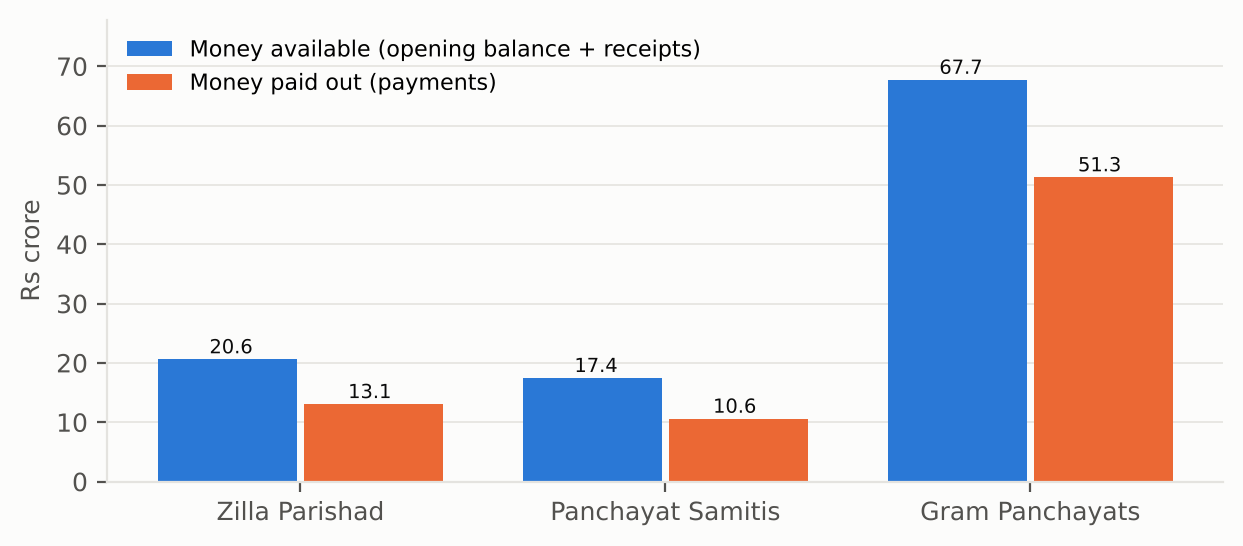 Money available (opening balance + receipts)
Money paid out (payments)
Rs crore
70
60
50
40
30
20
10
0
20.6
13.1
17.4
10.6
67.7
51.3
Zilla Parishad
Panchayat Samitis
Gram Panchayats